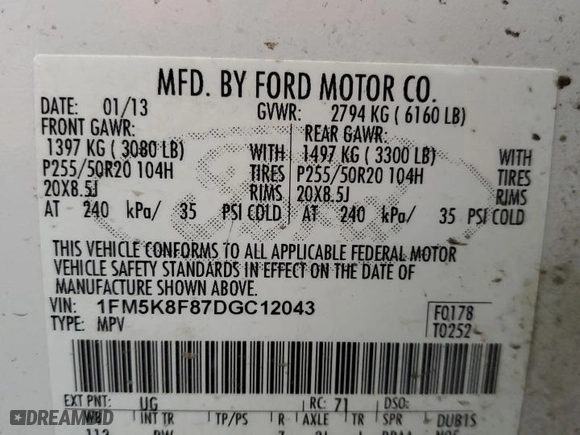 MFD. BY FORD MOTOR CO.
DATE: 01/13 GVWR: 2794 KG ( 6160 LB)
FRONT GAWR: REAR GAWR:
1397 KG ( 3080 LB) WITH 1497 KG ( 3300 LB) WITH
P255/50R20 104H TIRES P255/50R20 104H TIRES
20X8.5J RIMS 20X8.5J RIMS
AT 240 kPa/ 35 PSI COLD AT 240 kPa/ 35 PSI COLD
THIS VEHICLE CONFORMS TO ALL APPLICABLE FEDERAL MOTOR
VEHICLE SAFETY STANDARDS IN EFFECT ON THE DATE OF
MANUFACTURE SHOWN ABOVE.
VIN: 1FM5K8F87DGC12043 F0178
TYPE: MPV T0252
EXT PNT: UG RC: 71 DSO:
WB INT TR TP/PS R AXLE TR SPR
DREAMBID